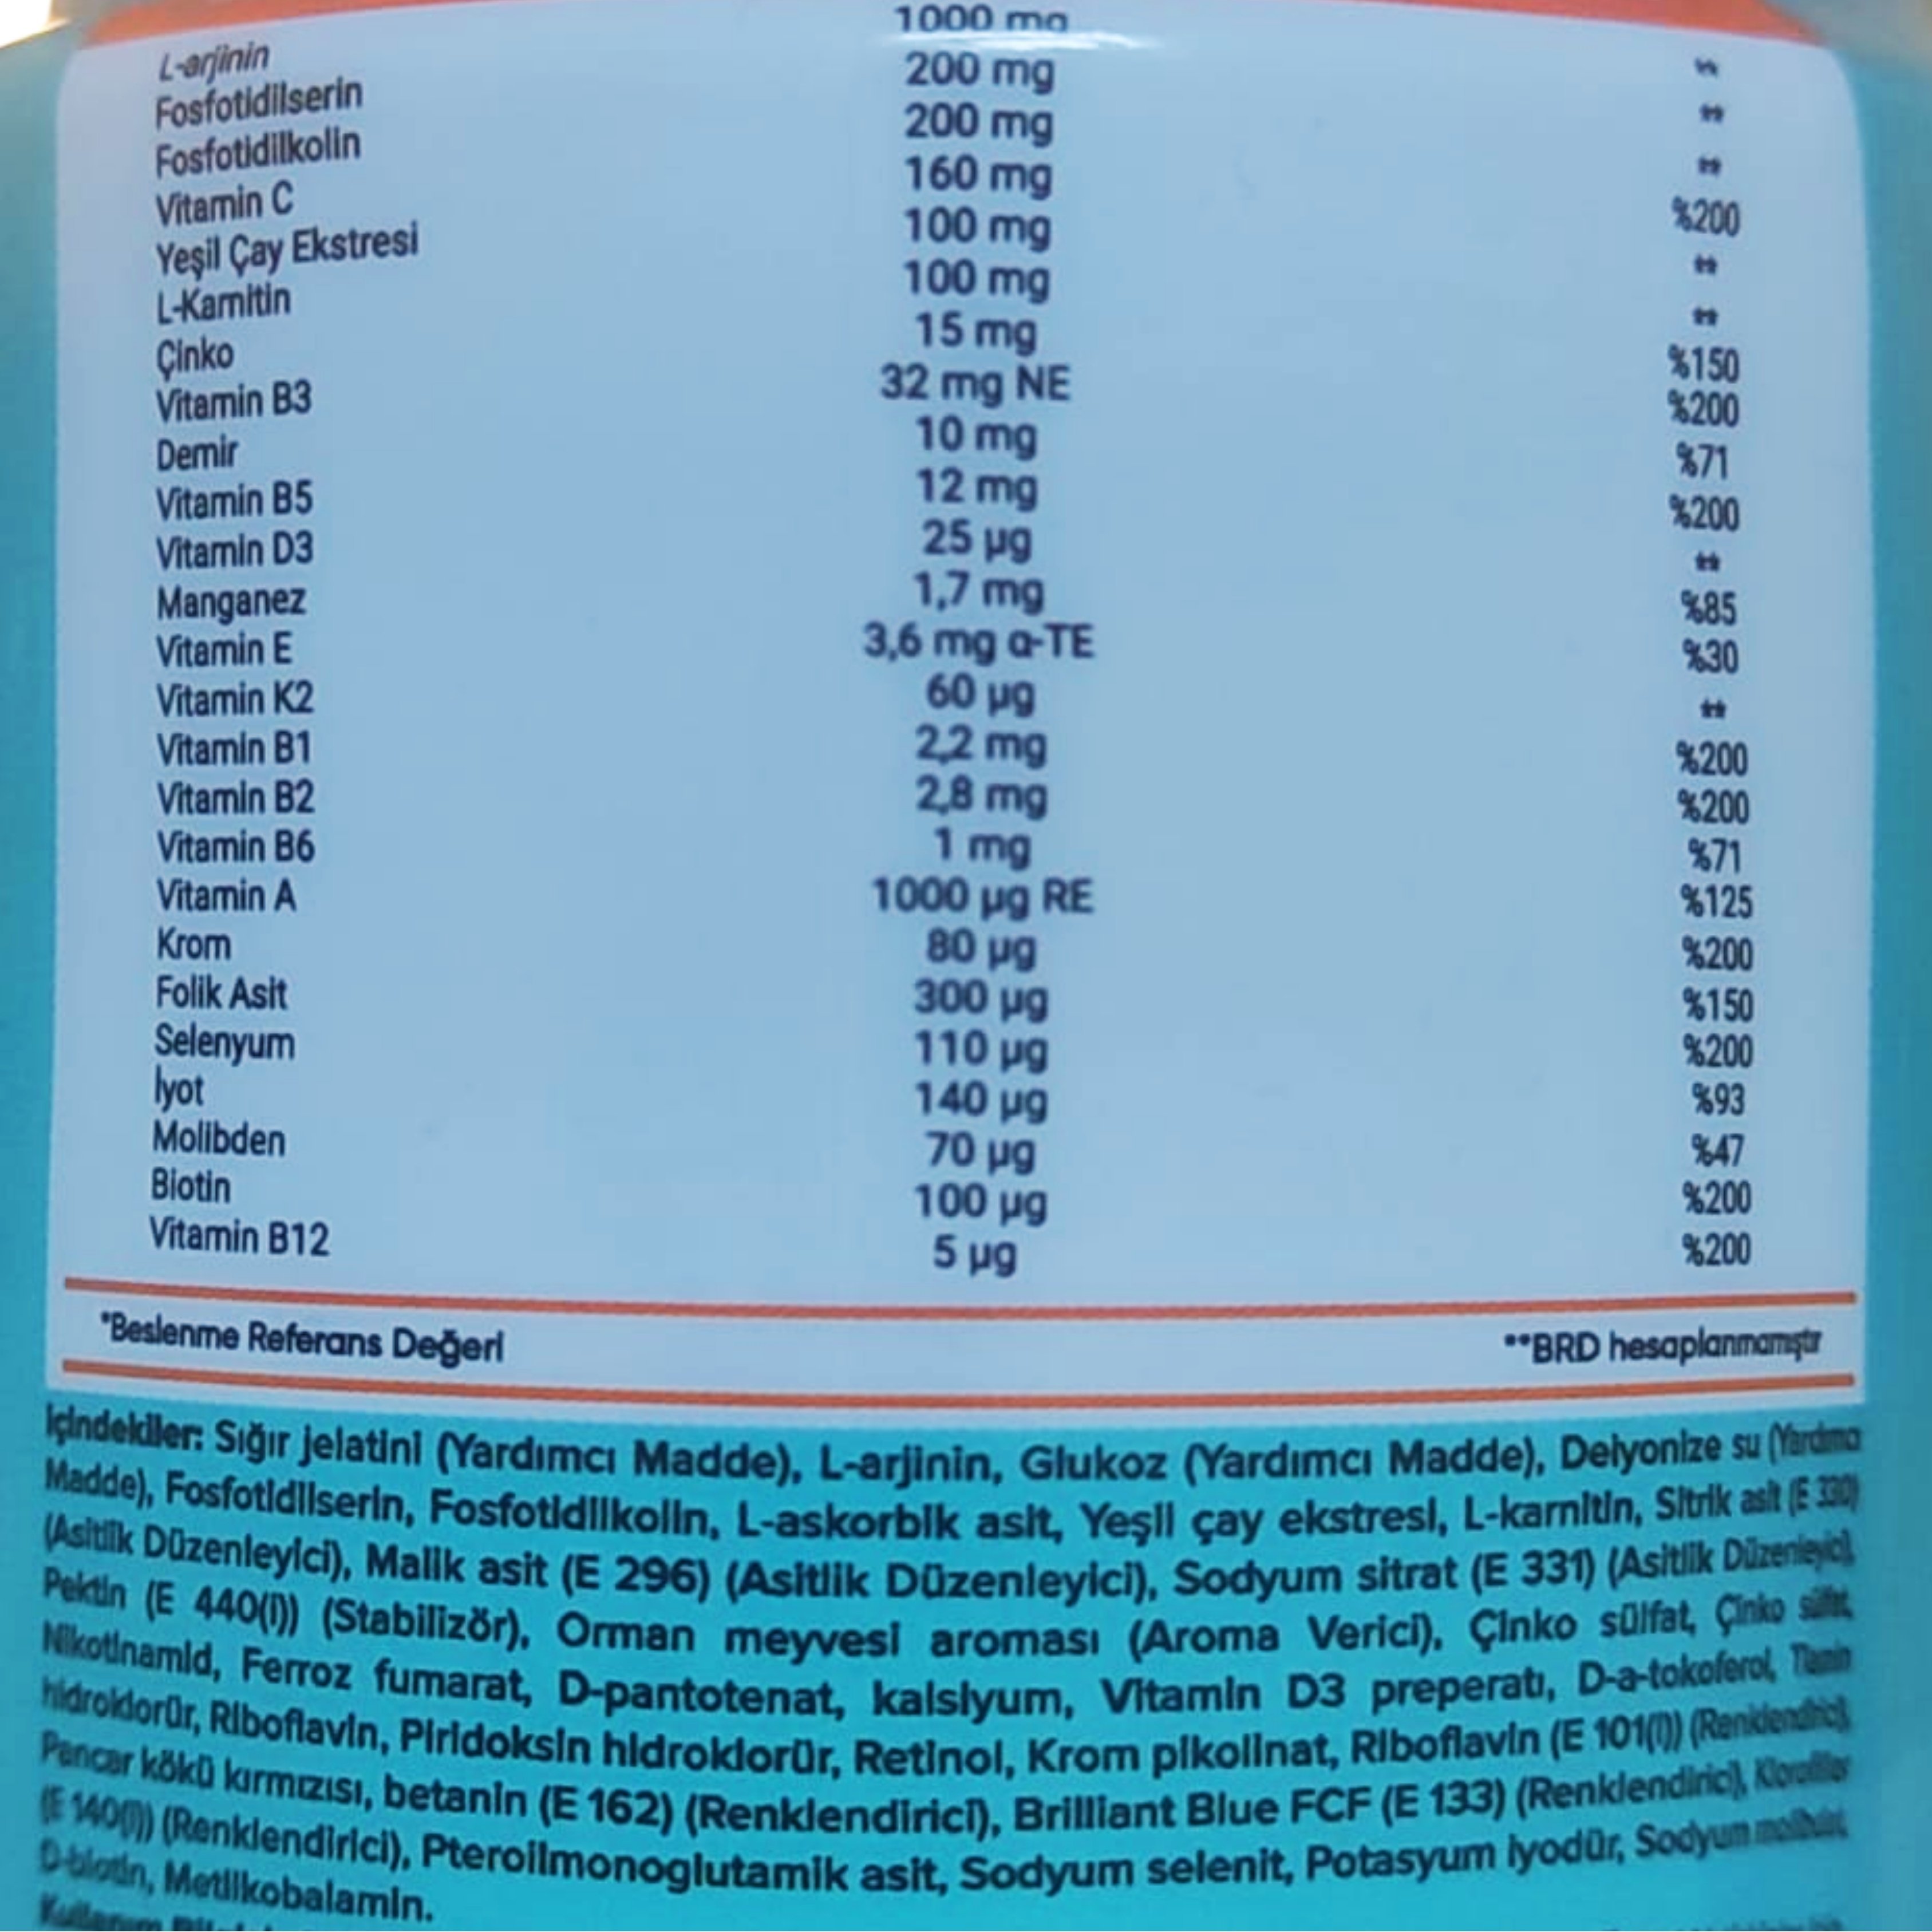 L-arjinin 1000 mg **
Fosfotidilserin 200 mg **
Fosfotidilkolin 200 mg **
Vitamin C 160 mg %200
Yeşil Çay Ekstresi 100 mg **
L-Karnitin 100 mg **
Çinko 15 mg %150
Vitamin B3 32 mg NE %200
Demir 10 mg %71
Vitamin B5 12 mg %200
Vitamin D3 25 µg **
Manganez 1,7 mg %85
Vitamin E 3,6 mg α-TE %30
Vitamin K2 60 µg **
Vitamin B1 2,2 mg %200
Vitamin B2 2,8 mg %200
Vitamin B6 1 mg %71
Vitamin A 1000 µg RE %125
Krom 80 µg %200
Folik Asit 300 µg %150
Selenyum 110 µg %200
İyot 140 µg %93
Molibden 70 µg %47
Biotin 100 µg %200
Vitamin B12 5 µg %200
*Beslenme Referans Değeri **BRD hesaplanmamıştır
İçindekiler: Sığır jelatini (Yardımcı Madde), L-arjinin, Glukoz (Yardımcı Madde), Deiyonize su (Yardımcı
Madde), Fosfotidilserin, Fosfotidilkolin, L-askorbik asit, Yeşil çay ekstresi, L-karnitin, Sitrik asit (E 330)
(Asitlik Düzenleyici), Malik asit (E 296) (Asitlik Düzenleyici), Sodyum sitrat (E 331) (Asitlik Düzenleyici),
Pektin (E 440(i)) (Stabilizör), Orman meyvesi aroması (Aroma Verici), Çinko sülfat, Çinko sülfat,
Nikotinamid, Ferroz fumarat, D-pantotenat, kalsiyum, Vitamin D3 preperatı, D-a-tokoferol, Tiamin
hidroklorür, Riboflavin, Piridoksin hidroklorür, Retinol, Krom pikolinat, Riboflavin (E 101(i)) (Renklendirici),
Pancar kökü kırmızısı, betanin (E 162) (Renklendirici), Brilliant Blue FCF (E 133) (Renklendirici), Klorofiller
(E 140(i)) (Renklendirici), Pteroilmonoglutamik asit, Sodyum selenit, Potasyum iyodür, Sodyum molibdat,
D-biotin, Metilkobalamin.
Kullanım